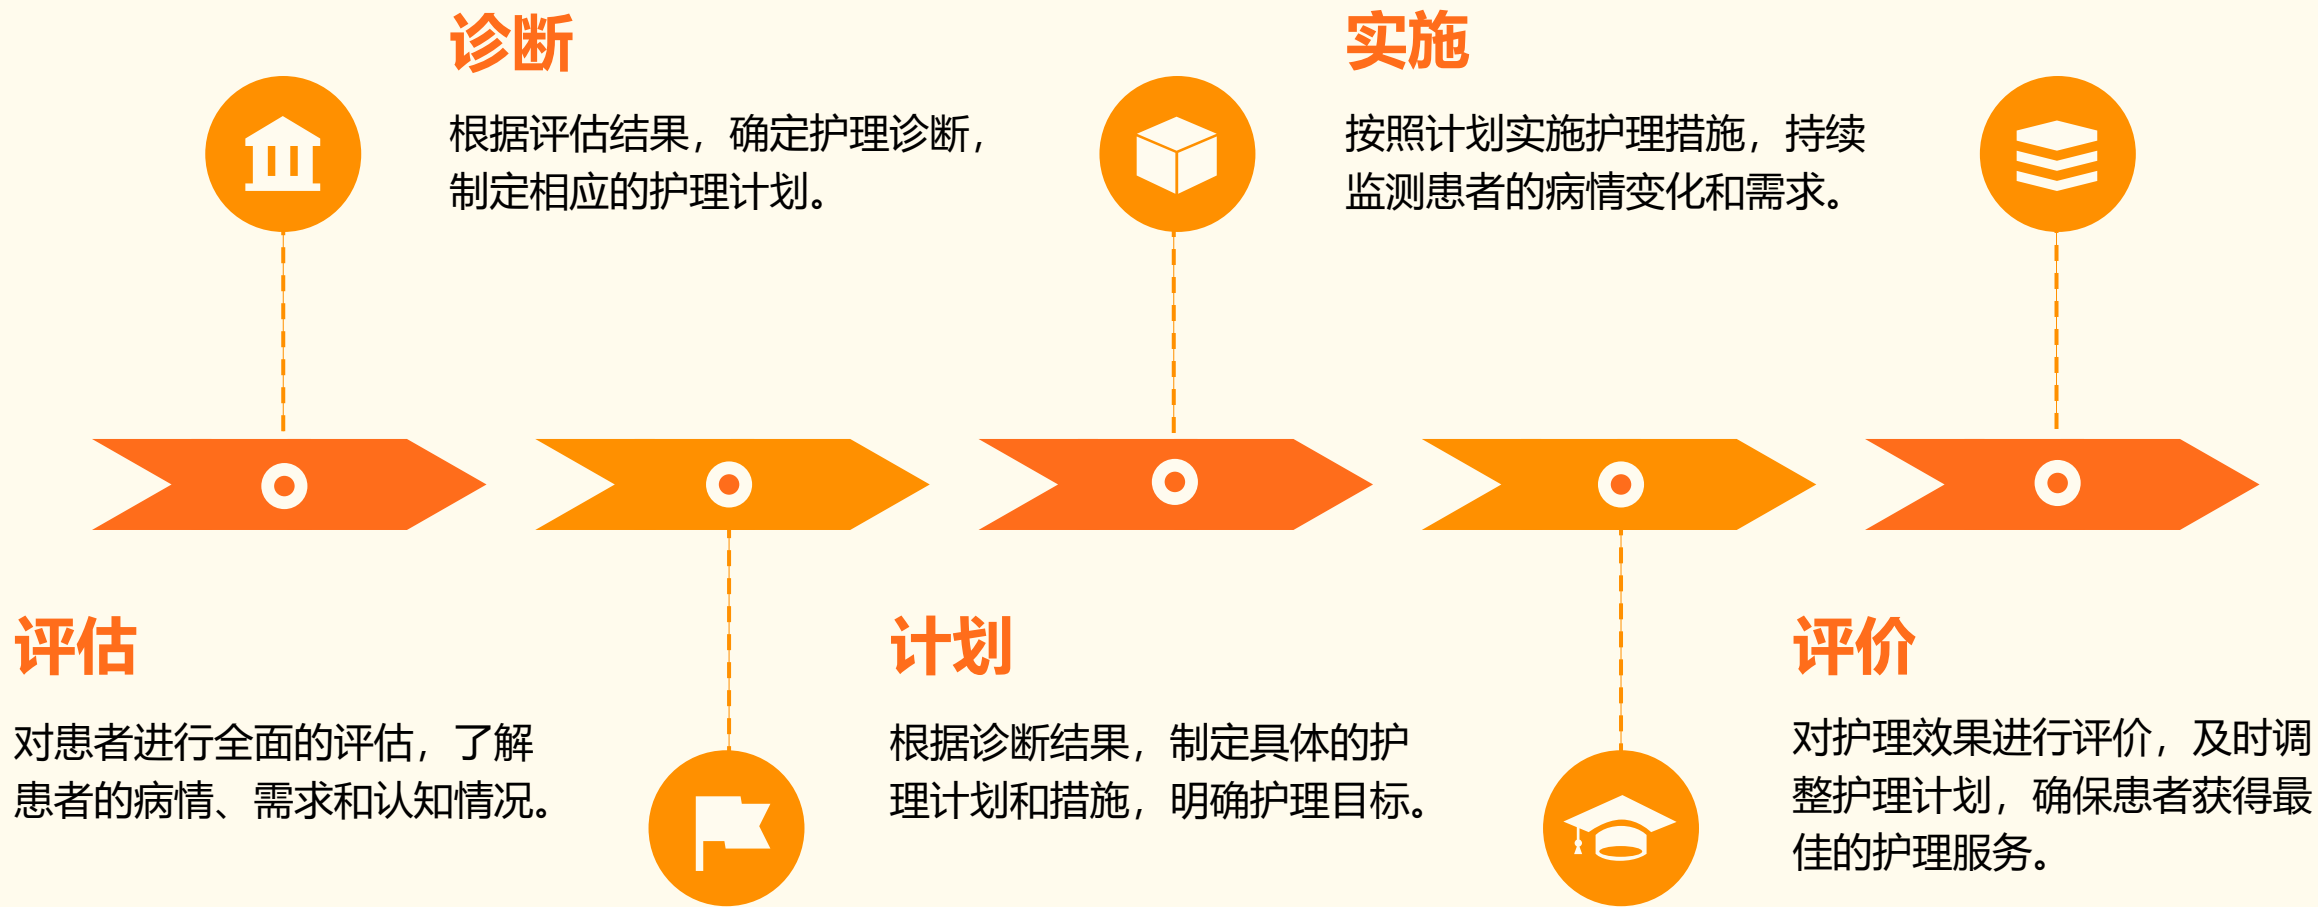 诊断
根据评估结果，确定护理诊断，
制定相应的护理计划。
实施
按照计划实施护理措施，持续
监测患者的病情变化和需求。
评估
对患者进行全面的评估，了解
患者的病情、需求和认知情况。
计划
根据诊断结果，制定具体的护
理计划和措施，明确护理目标。
评价
对护理效果进行评价，及时调
整护理计划，确保患者获得最
佳的护理服务。